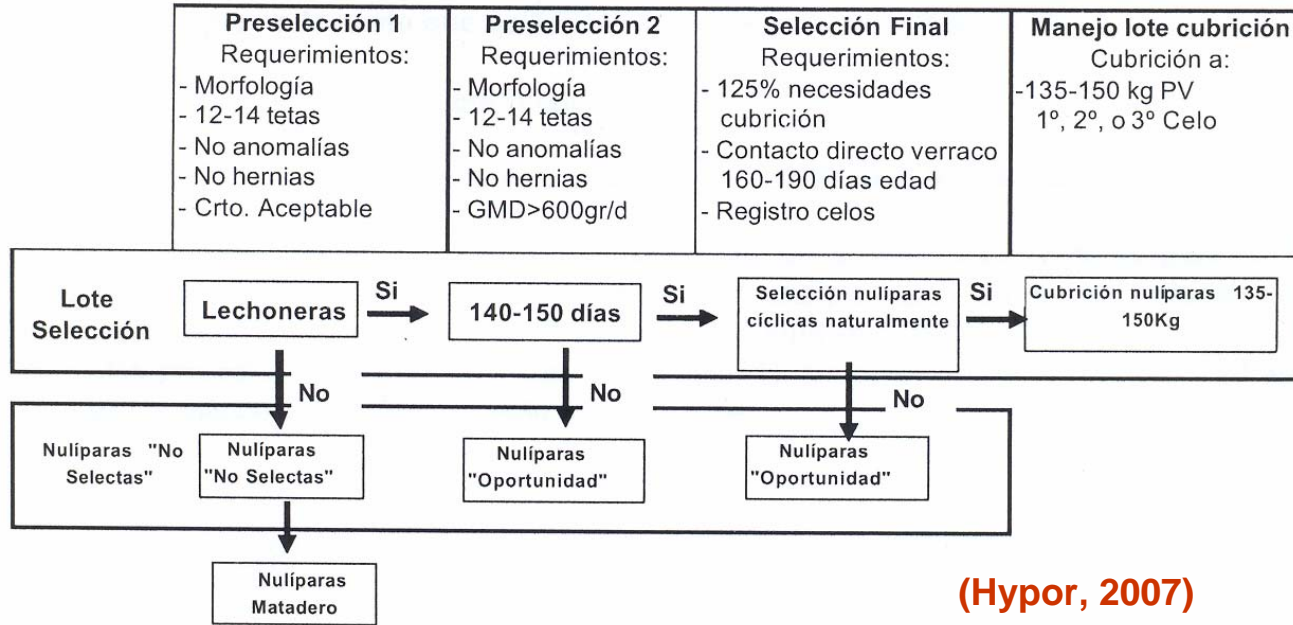 Preselección 1
Requerimientos:
- Morfología
- 12-14 tetas
- No anomalías
- No hernias
- Crto. Aceptable
Preselección 2
Requerimientos:
- Morfología
- 12-14 tetas
- No anomalías
- No hernias
- GMD>600gr/d
Selección Final
Requerimientos:
- 125% necesidades
cubrición
- Contacto directo verraco
160-190 días edad
- Registro celos
Manejo lote cubrición
Cubrición a:
-135-150 kg PV
1º, 2º, o 3º Celo
Lote
Selección
Lechoneras
Si
140-150 días
Si
Selección nulíparas
cíclicas naturalmente
Si
Cubrición nulíparas 135-
150Kg
No
No
No
Nulíparas "No
Selectas"
Nulíparas
"No Selectas"
Nulíparas
"Oportunidad"
Nulíparas
"Oportunidad"
Nulíparas
Matadero
(Hypor, 2007)